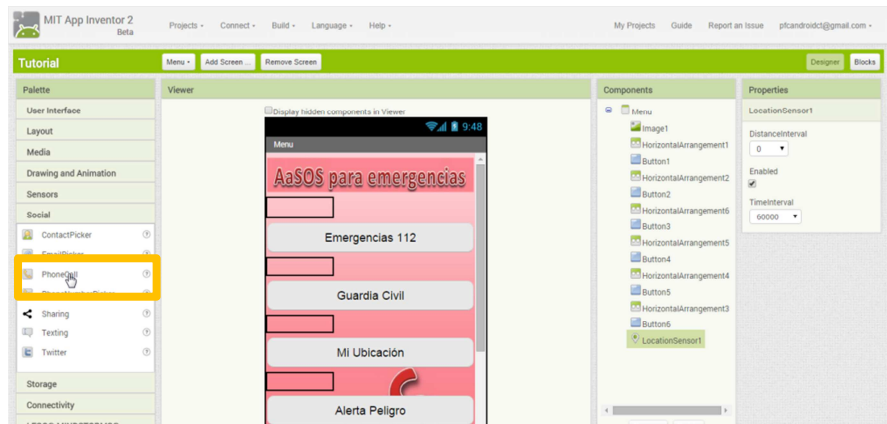 MIT App Inventor 2
Beta
Projects Connect Build Language Help My Projects Guide Report an Issue pfcandroidct@gmail.com
Tutorial Menu Add Screen ... Remove Screen Designer Blocks
Palette
User Interface
Layout
Media
Drawing and Animation
Sensors
Social
ContactPicker
EmailPicker
PhoneCall
PhoneNumberPicker
Sharing
Texting
Twitter
Storage
Connectivity
Viewer
Display hidden components in Viewer
9:48
Menu
AaSOS para emergencias
Emergencias 112
Guardia Civil
Mi Ubicación
Alerta Peligro
Components
Menu
Image1
HorizontalArrangement1
Button1
HorizontalArrangement2
Button2
HorizontalArrangement6
Button3
HorizontalArrangement5
Button4
HorizontalArrangement4
Button5
HorizontalArrangement3
Button6
LocationSensor1
Properties
LocationSensor1
DistanceInterval
0
Enabled
TimeInterval
60000